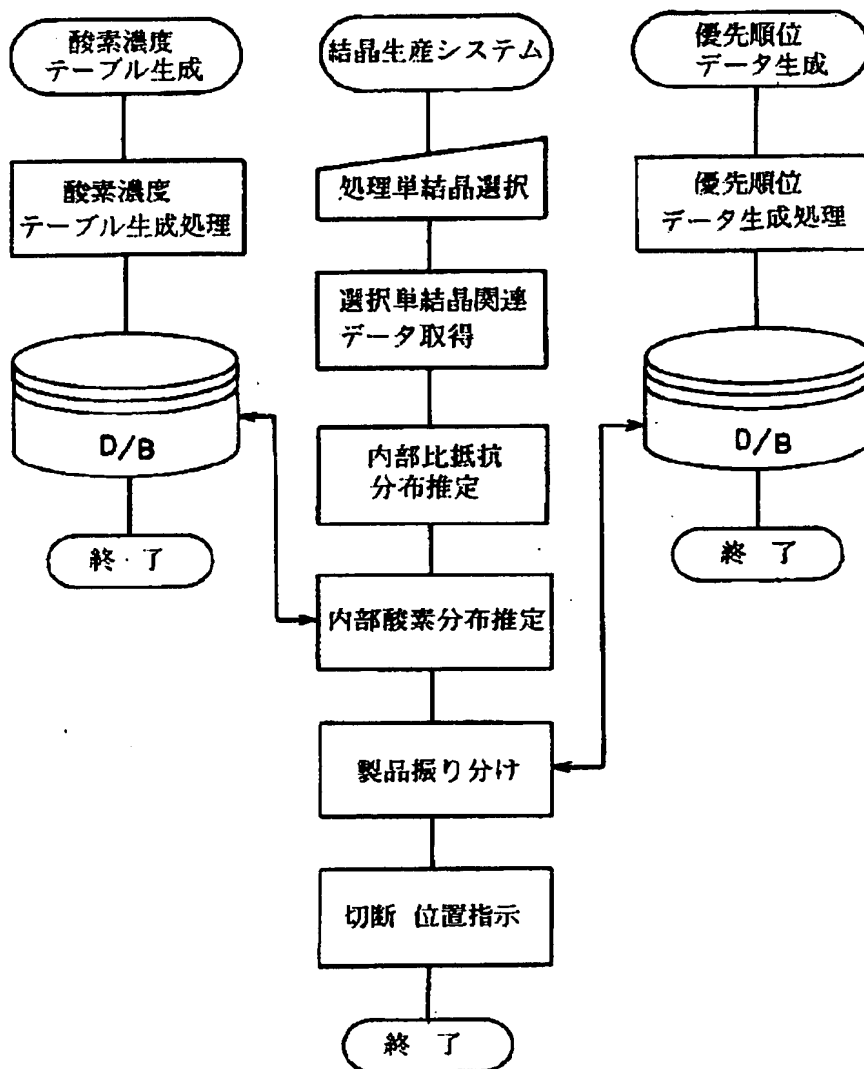 酸素濃度
テーブル生成
酸素濃度
テーブル生成処理
D/B
終・了
結晶生産システム
処理単結晶選択
選択単結晶関連
データ取得
内部比抵抗
分布推定
内部酸素分布推定
製品振り分け
切断 位置指示
終 了
優先順位
データ生成
優先順位
データ生成処理
D/B
終 了